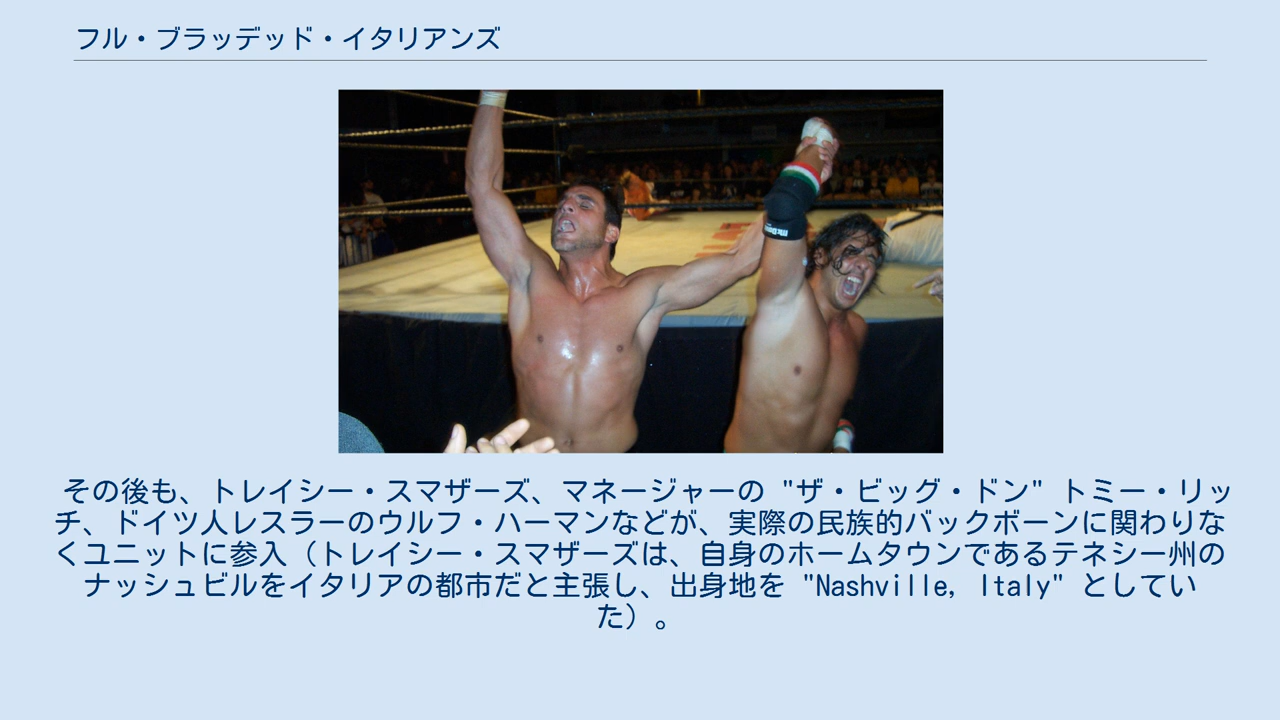 フル・ブラッデッド・イタリアンズ
その後も、トレイシー・スマザーズ、マネージャーの "ザ・ビッグ・ドン" トミー・リッ
チ、ドイツ人レスラーのウルフ・ハーマンなどが、実際の民族的バックボーンに関わりな
くユニットに参入（トレイシー・スマザーズは、自身のホームタウンであるテネシー州の
ナッシュビルをイタリアの都市だと主張し、出身地を "Nashville, Italy" としてい
た）。